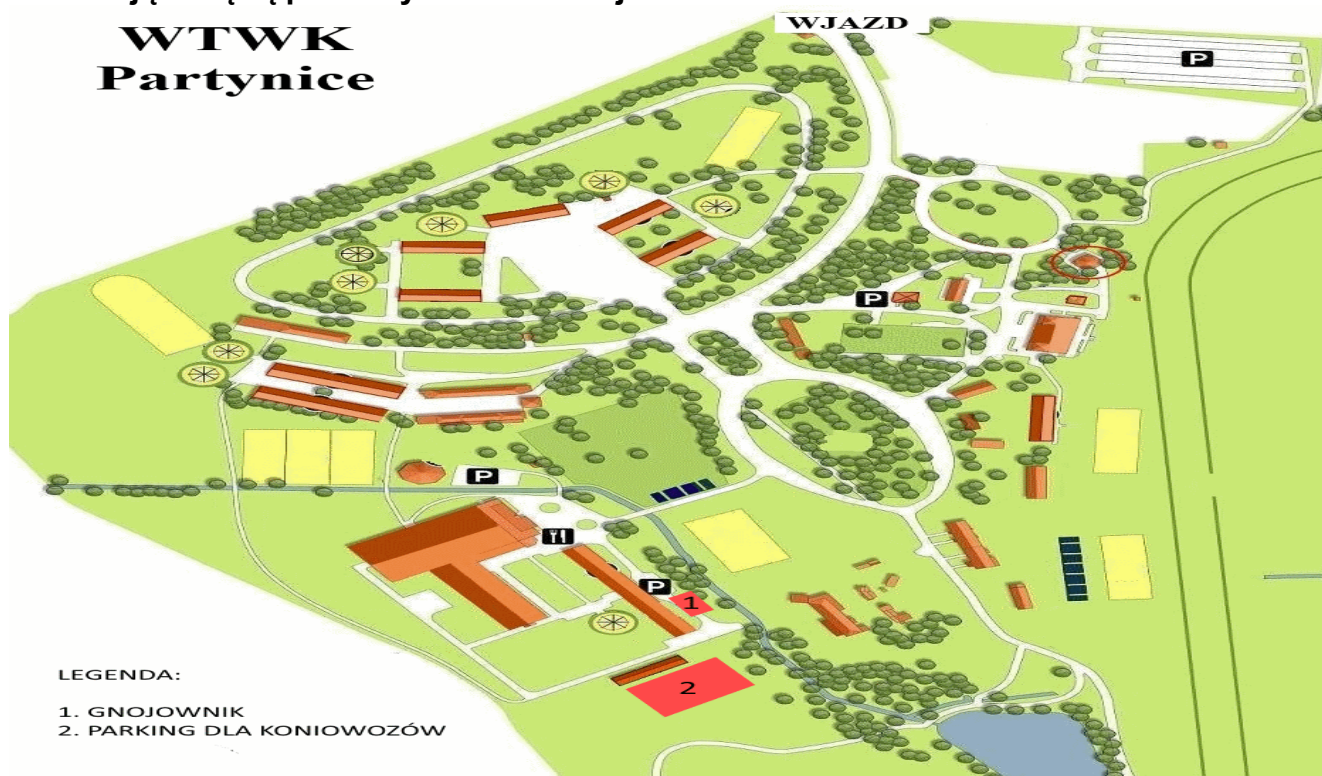 WTWK
Partynice
WJAZD
P
P
P
P
1
2
LEGENDA:
1. GNOJOWNIK
2. PARKING DLA KONIOWOZÓW